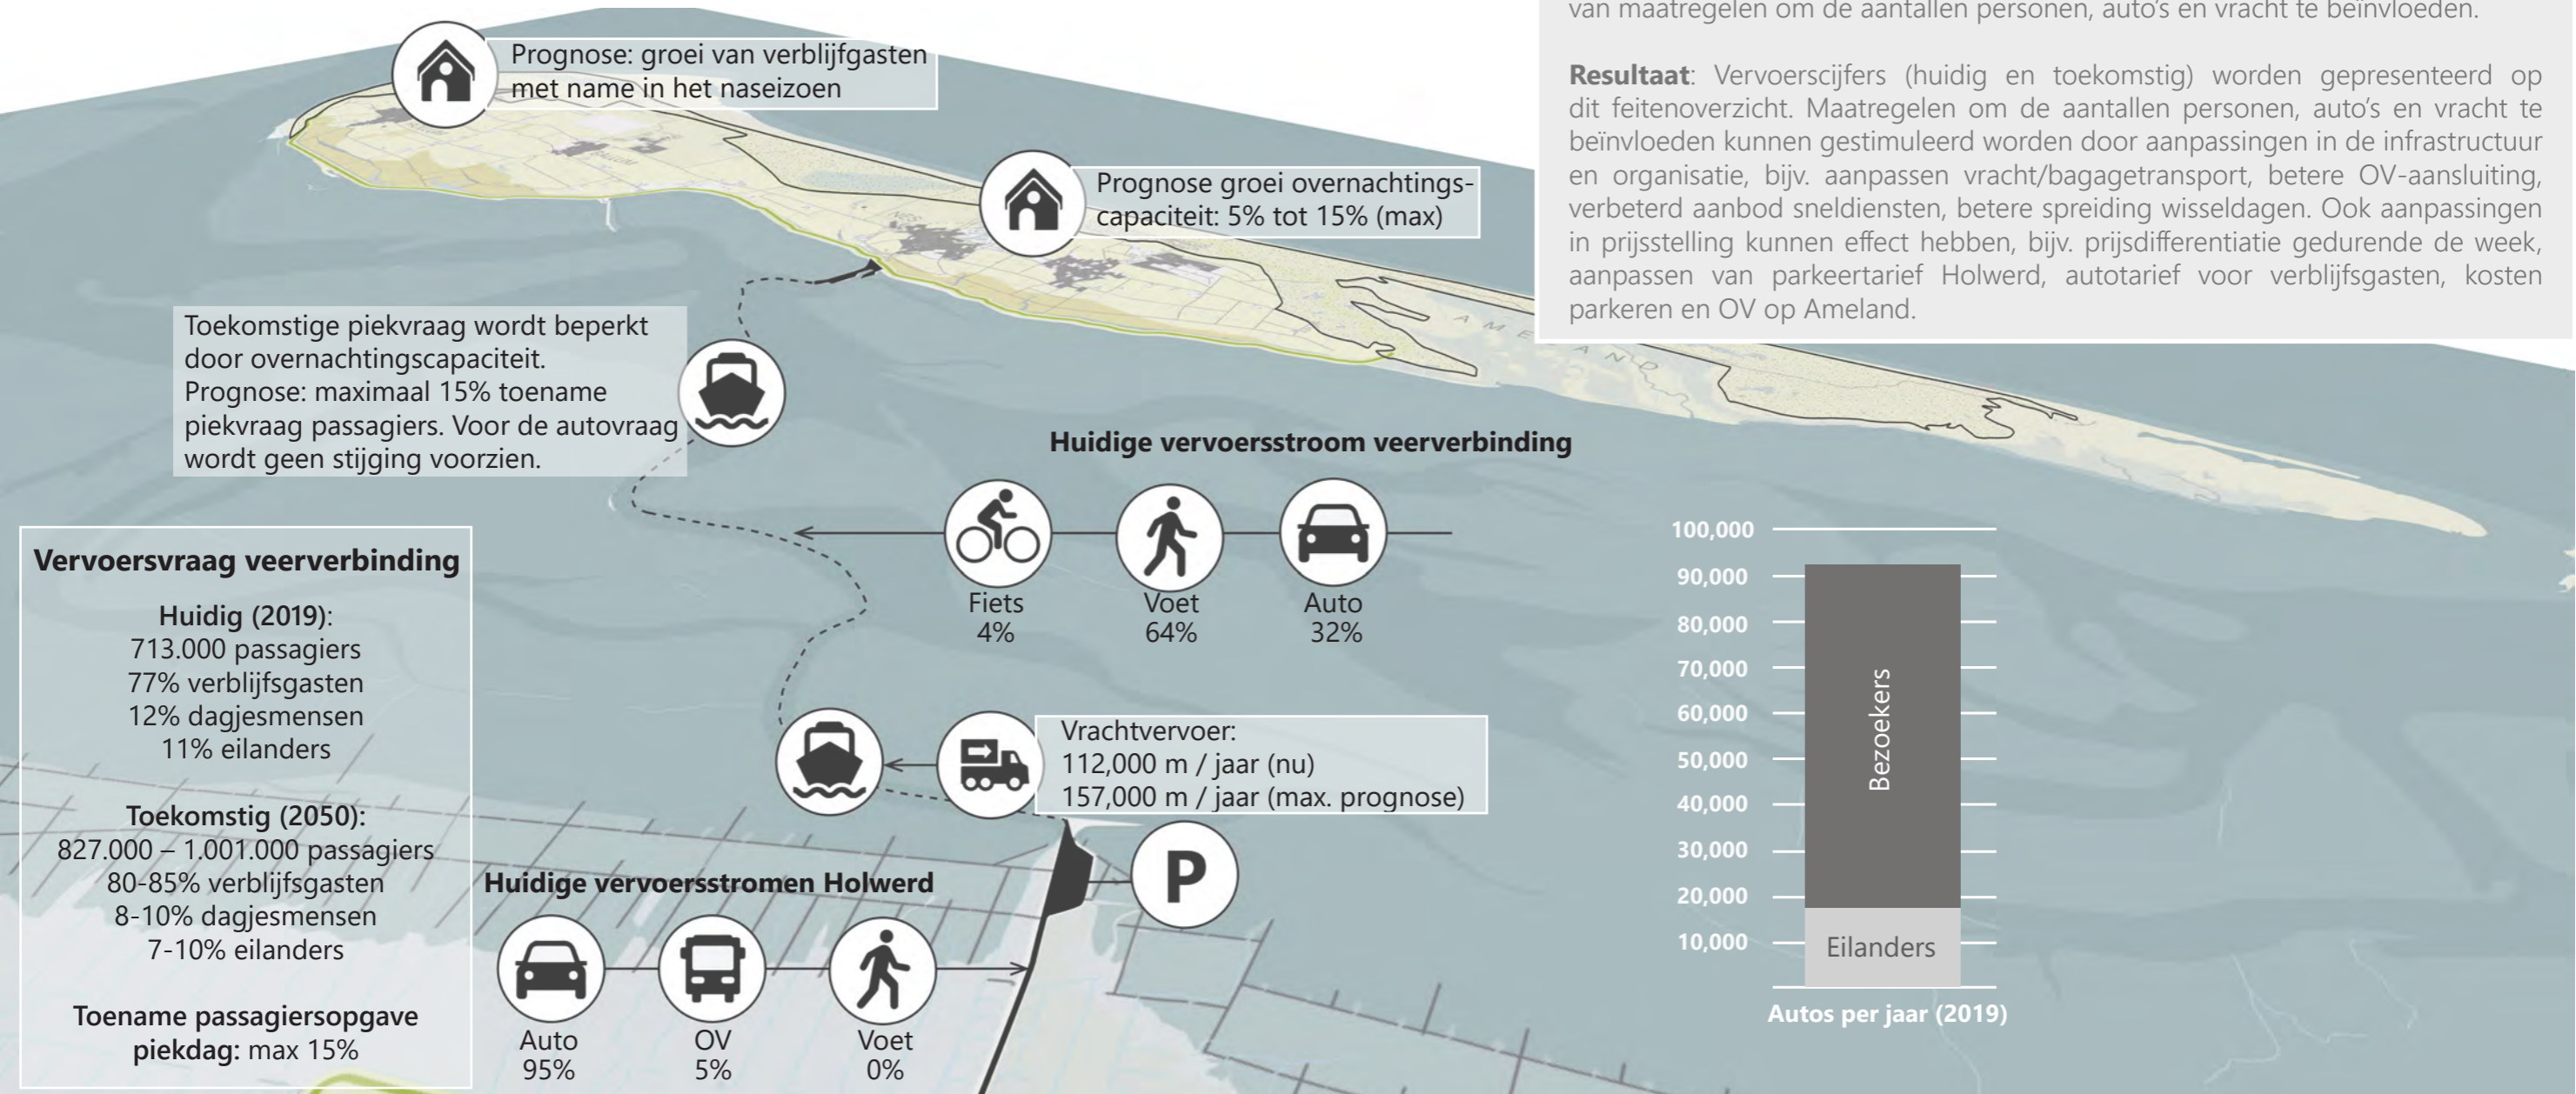 van maatregelen om de aantallen personen, auto's en vracht te beïnvloeden.
Resultaat: Vervoerscijfers (huidig en toekomstig) worden gepresenteerd op
dit feitenoverzicht. Maatregelen om de aantallen personen, auto's en vracht te
beïnvloeden kunnen gestimuleerd worden door aanpassingen in de infrastructuur
en organisatie, bijv. aanpassen vracht/bagagetransport, betere OV-aansluiting,
verbeterd aanbod sneldiensten, betere spreiding wisseldagen. Ook aanpassingen
in prijsstelling kunnen effect hebben, bijv. prijsdifferentiatie gedurende de week,
aanpassen van parkeertarief Holwerd, autotarief voor verblijfsgasten, kosten
parkeren en OV op Ameland.
Prognose: groei van verblijfgasten
met name in het naseizoen
Prognose groei overnachtings-
capaciteit: 5% tot 15% (max)
BALLUM
NES
AMELAND
Toekomstige piekvraag wordt beperkt
door overnachtingscapaciteit.
Prognose: maximaal 15% toename
piekvraag passagiers. Voor de autovraag
wordt geen stijging voorzien.
Huidige vervoersstroom veerverbinding
Fiets
4%
Voet
64%
Auto
32%
Vervoersvraag veerverbinding
Huidig (2019):
713.000 passagiers
77% verblijfsgasten
12% dagjesmensen
11% eilanders
Toekomstig (2050):
827.000 – 1.001.000 passagiers
80-85% verblijfsgasten
8-10% dagjesmensen
7-10% eilanders
Toename passagiersopgave
piekdag: max 15%
Vrachtvervoer:
112,000 m / jaar (nu)
157,000 m / jaar (max. prognose)
P
Huidige vervoersstromen Holwerd
Auto
95%
OV
5%
Voet
0%
100,000
90,000
80,000
70,000
60,000
50,000
40,000
30,000
20,000
10,000
Bezoekers
Eilanders
Autos per jaar (2019)